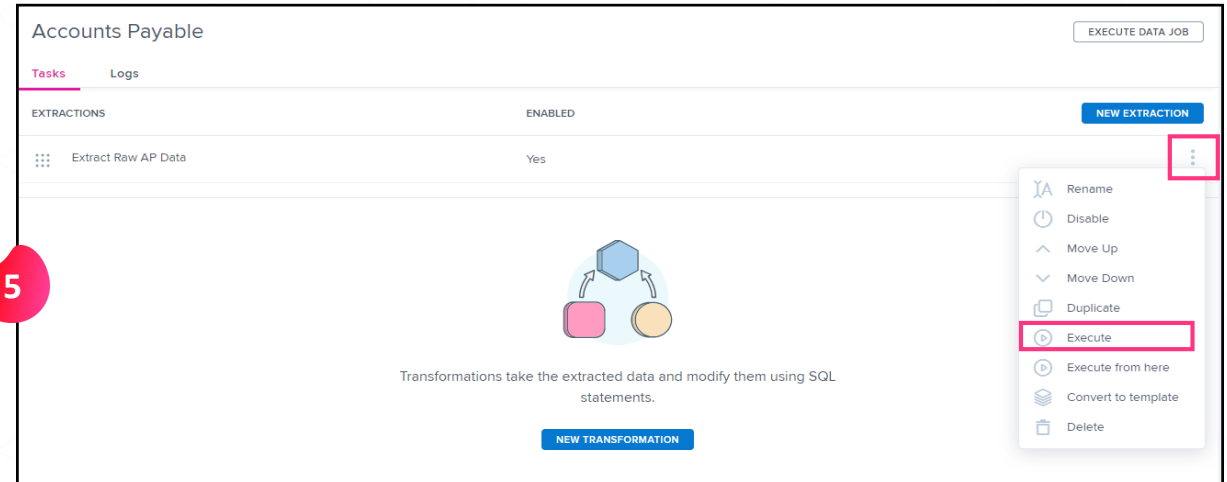 Accounts Payable
EXECUTE DATA JOB
Tasks
Logs
EXTRACTIONS
ENABLED
NEW EXTRACTION
Extract Raw AP Data
Yes
Rename
Disable
Move Up
Move Down
Duplicate
Execute
Execute from here
Convert to template
Delete
5
Transformations take the extracted data and modify them using SQL
statements.
NEW TRANSFORMATION